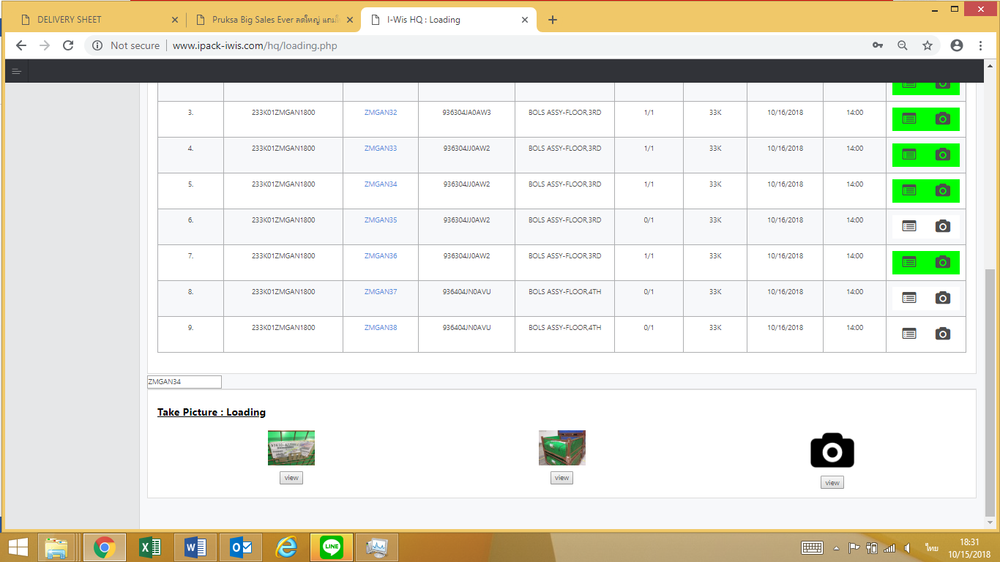 DELIVERY SHEET
Pruksa Big Sales Ever ลดใหญ่ แถมใ
I-Wis HQ : Loading
Not secure
www.ipack-iwis.com/hq/loading.php
3. 233K01ZMGAN1800 ZMGAN32 936304JA0AW3 BOLS ASSY-FLOOR,3RD 1/1 33K 10/16/2018 14:00
4. 233K01ZMGAN1800 ZMGAN33 936304JJ0AW2 BOLS ASSY-FLOOR,3RD 1/1 33K 10/16/2018 14:00
5. 233K01ZMGAN1800 ZMGAN34 936304JJ0AW2 BOLS ASSY-FLOOR,3RD 1/1 33K 10/16/2018 14:00
6. 233K01ZMGAN1800 ZMGAN35 936304JJ0AW2 BOLS ASSY-FLOOR,3RD 0/1 33K 10/16/2018 14:00
7. 233K01ZMGAN1800 ZMGAN36 936304JJ0AW2 BOLS ASSY-FLOOR,3RD 1/1 33K 10/16/2018 14:00
8. 233K01ZMGAN1800 ZMGAN37 936404JN0AVU BOLS ASSY-FLOOR,4TH 0/1 33K 10/16/2018 14:00
9. 233K01ZMGAN1800 ZMGAN38 936404JN0AVU BOLS ASSY-FLOOR,4TH 0/1 33K 10/16/2018 14:00
ZMGAN34
Take Picture : Loading
view view view
LINE
ไทย
18:31
10/15/2018